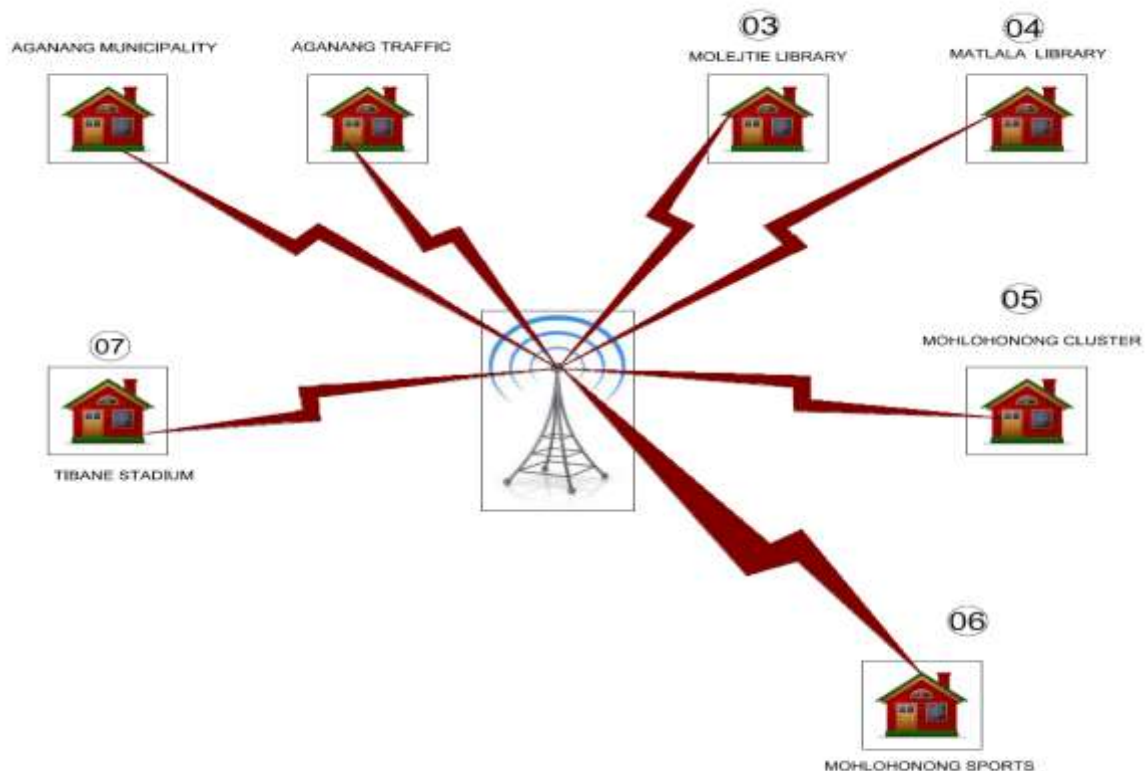 AGANANG MUNICIPALITY
AGANANG TRAFFIC
03
MOLEJTIE LIBRARY
04
MATLALA LIBRARY
05
MOHLOHONONG CLUSTER
07
TIBANE STADIUM
06
MOHLOHONONG SPORTS